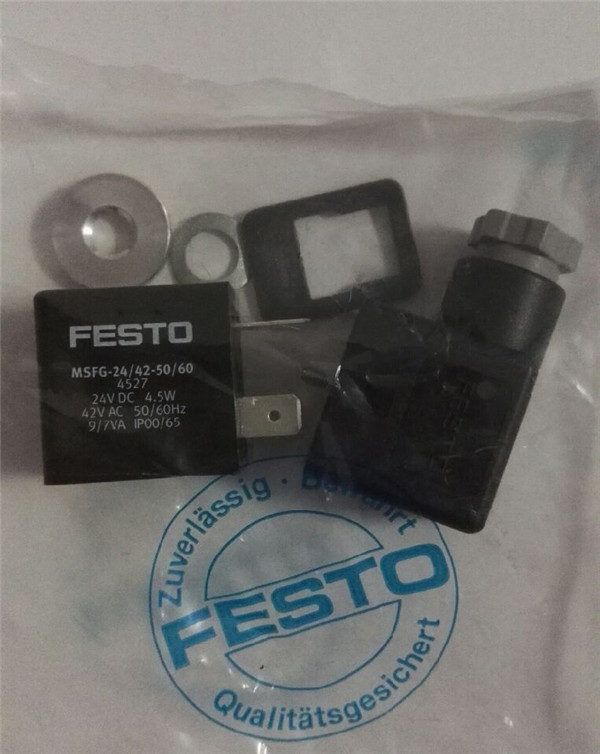 FESTO
MSFG-24/42-50/60
4527
24V DC 4.5W
42V AC 50/60Hz
9/7VA IP00/65
Zuverlässig · Bewährt
FESTO
Qualitätsgesichert